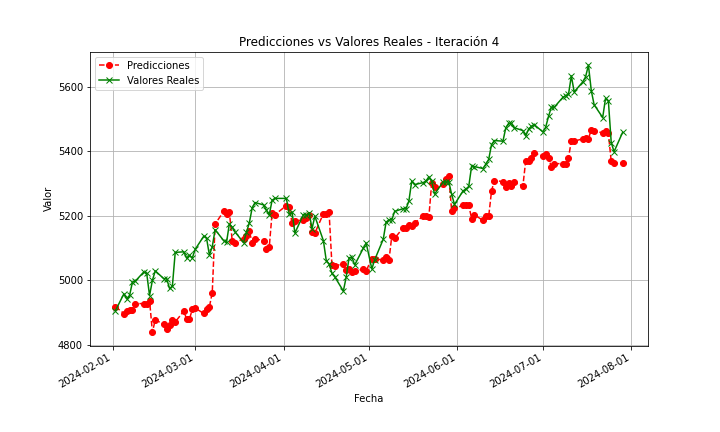 Predicciones vs Valores Reales - Iteración 4
Predicciones
Valores Reales
5600
5400
5200
5000
4800
Valor
2024-02-01
2024-03-01
2024-04-01
2024-05-01
2024-06-01
2024-07-01
2024-08-01
Fecha